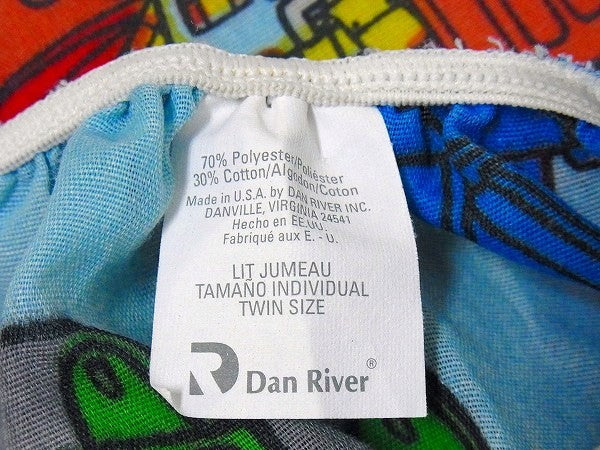 70% Polyester/Poliéster
30% Cotton/Algodon/Coton
Made in U.S.A. by DAN RIVER INC.
DANVILLE, VIRGINIA 24541
Hecho en EE.UU.
Fabriqué aux E. - U.
LIT JUMEAU
TAMAÑO INDIVIDUAL
TWIN SIZE
Dan River®